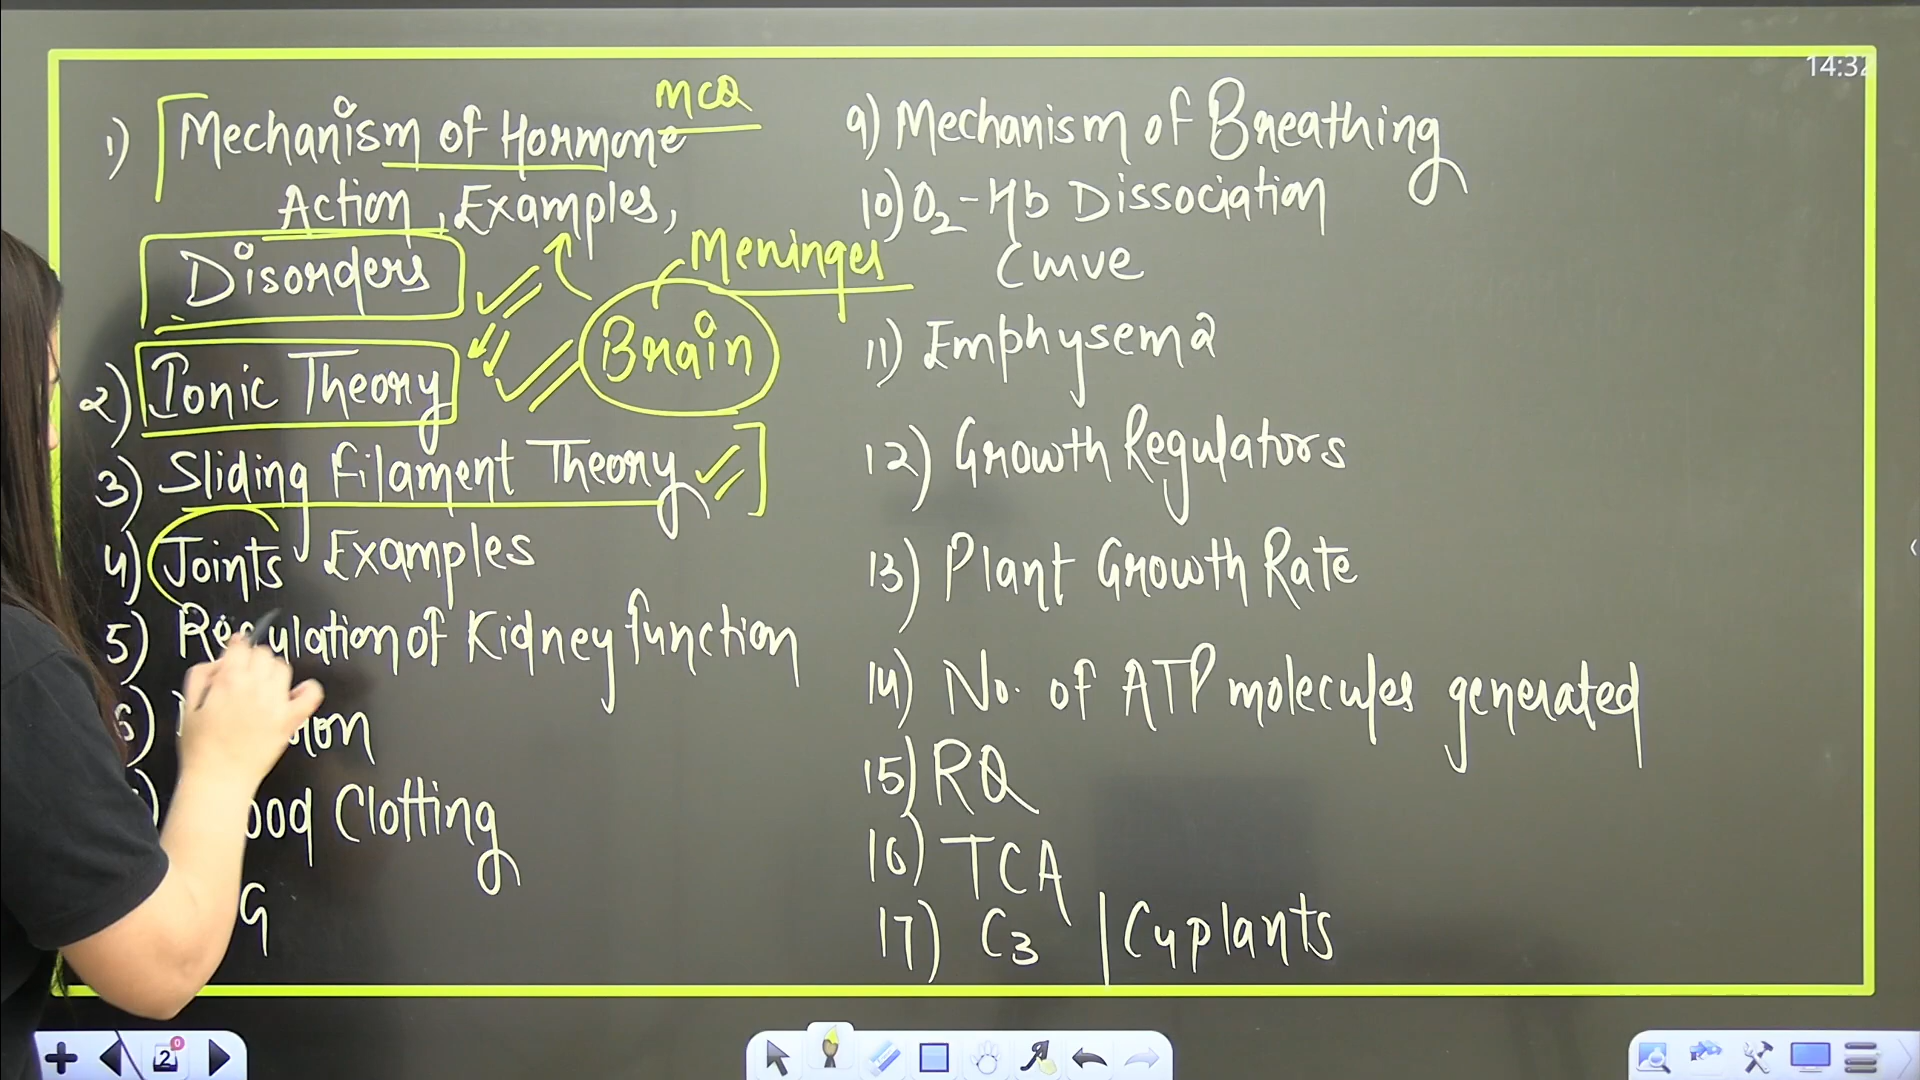 14:32
MCQ
1) Mechanism of Hormone
Action, Examples,
Disorders
Meninges
Brain
2) Ionic Theory
3) Sliding Filament Theory
4) Joints Examples
5) Regulation of Kidney function
6)
Clotting
G
9) Mechanism of Breathing
10) O2-Hb Dissociation
Curve
11) Emphysema
12) Growth Regulators
13) Plant Growth Rate
14) No. of ATP molecules generated
15) RQ
16) TCA
17) C3 | C4 plants
2
0